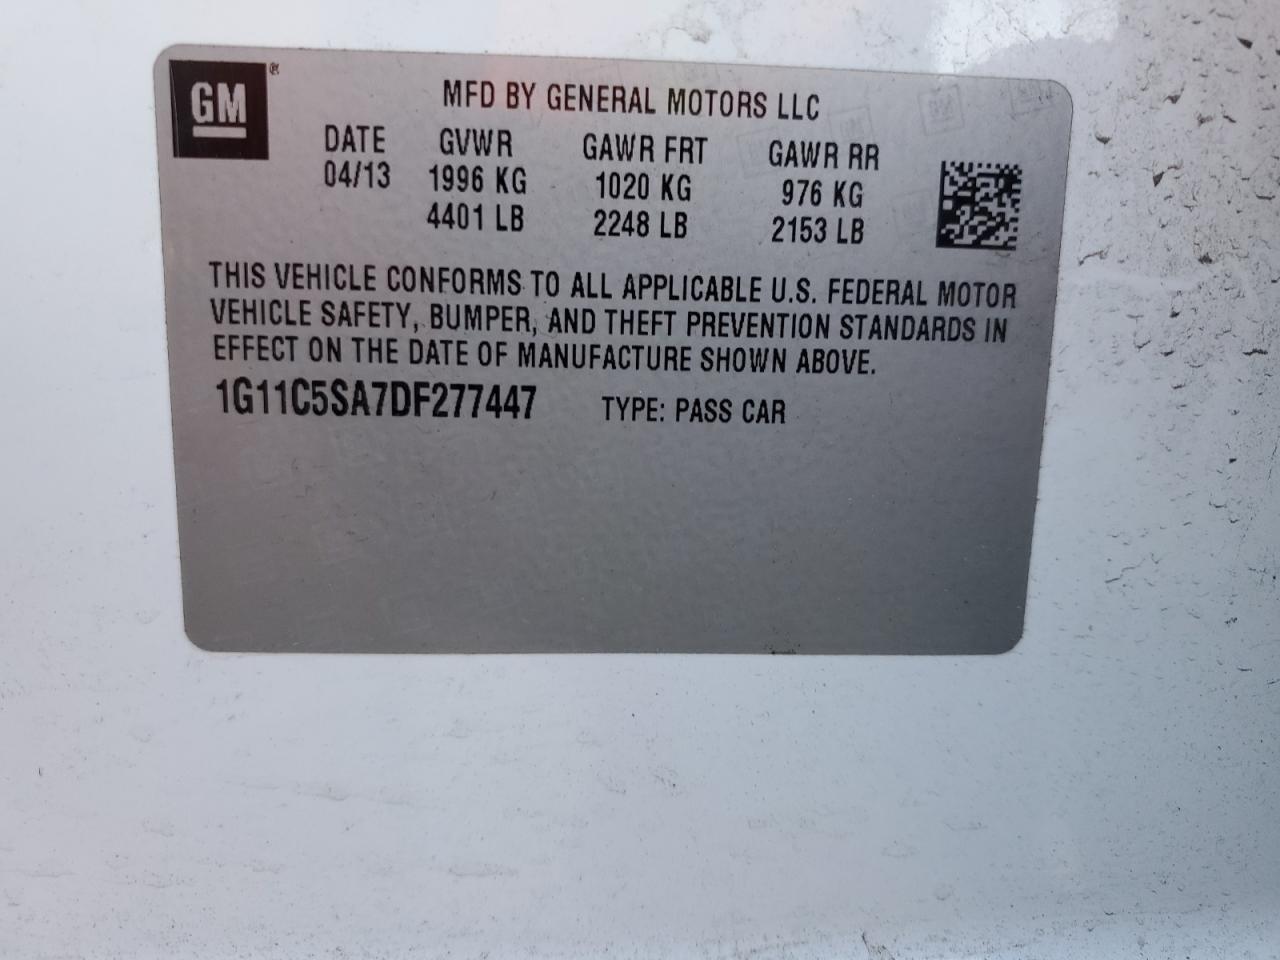 GM®
MFD BY GENERAL MOTORS LLC
DATE GVWR GAWR FRT GAWR RR
04/13 1996 KG 1020 KG 976 KG
4401 LB 2248 LB 2153 LB
THIS VEHICLE CONFORMS TO ALL APPLICABLE U.S. FEDERAL MOTOR
VEHICLE SAFETY, BUMPER, AND THEFT PREVENTION STANDARDS IN
EFFECT ON THE DATE OF MANUFACTURE SHOWN ABOVE.
1G11C5SA7DF277447 TYPE: PASS CAR